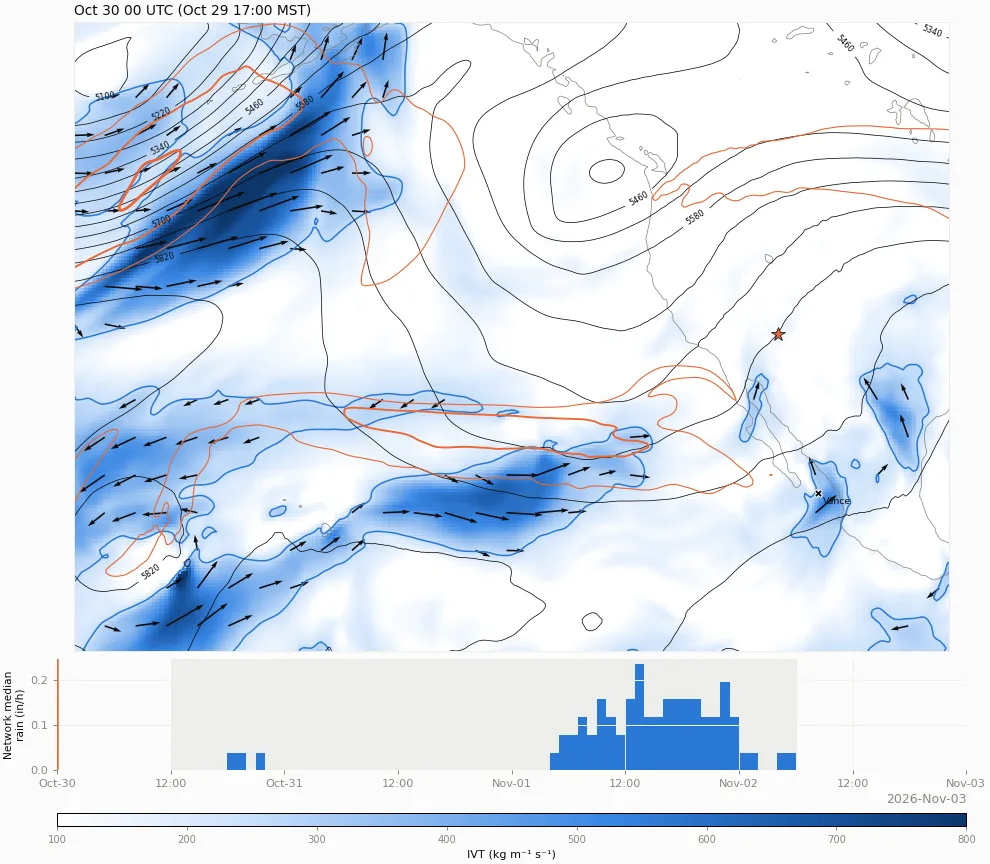 Oct 30 00 UTC (Oct 29 17:00 MST)
5340
5460
5100
5460
5580
5220
5340
5460
5580
5700
5820
Vance
5820
Network median
rain (in/h)
0.2
0.1
0.0
Oct-30
12:00
Oct-31
12:00
Nov-01
12:00
Nov-02
12:00
Nov-03
2026-Nov-03
100
200
300
400
500
600
700
800
IVT (kg m⁻¹ s⁻¹)